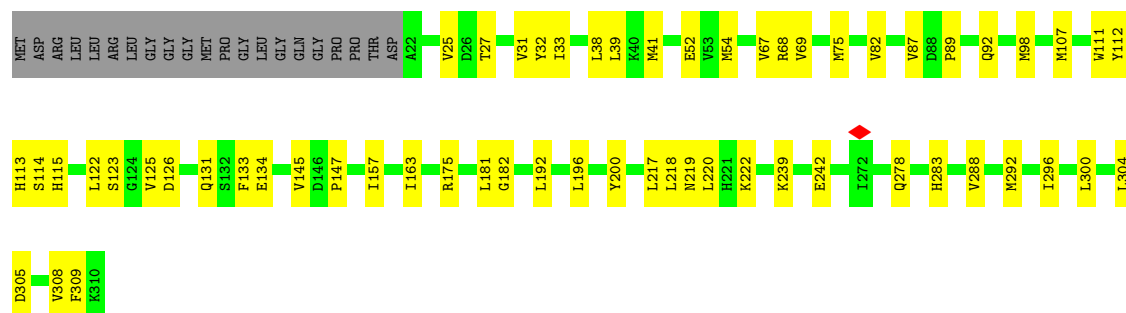 MET ASP ARG LEU LEU ARG LEU GLY GLY GLY MET PRO GLY LEU GLY GLN GLY PRO PRO THR ASP A22 V25 D26 T27 V31 Y32 I33 L38 L39 K40 M41 E52 V53 M54 V67 R68 V69 M75 V82 V87 D88 P89 Q92 M98 M107 W111 Y112
H113 S114 H115 L122 S123 G124 V125 D126 Q131 S132 F133 E134 V145 D146 P147 I157 I163 R175 L181 G182 L192 L196 Y200 L217 L218 N219 L220 H221 K222 K239 E242 I272 Q278 H283 V288 M292 I296 L300 L304
D305 V308 F309 K310